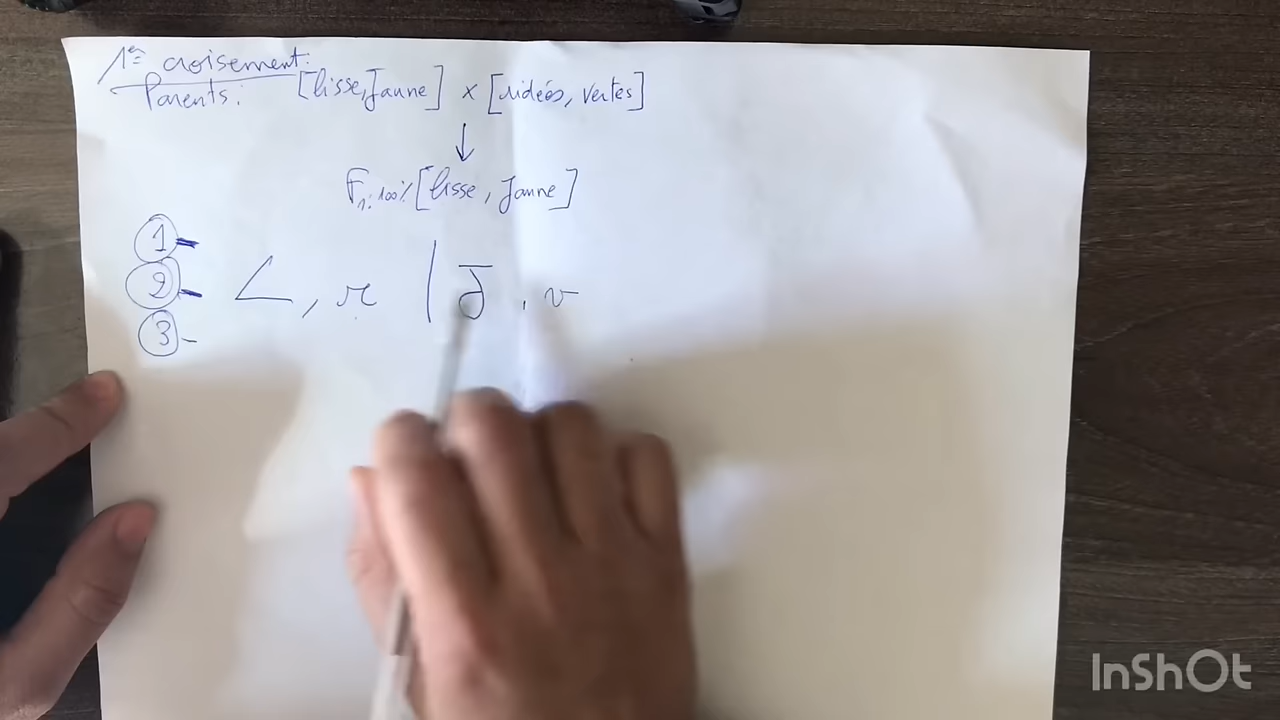 1er croisement:
Parents: [lisse, Jaune] x [ridées, vertes]
↓
F1: 100% [lisse, Jaune]
1 -
2 - L, r | J, v
3 -
InShOt